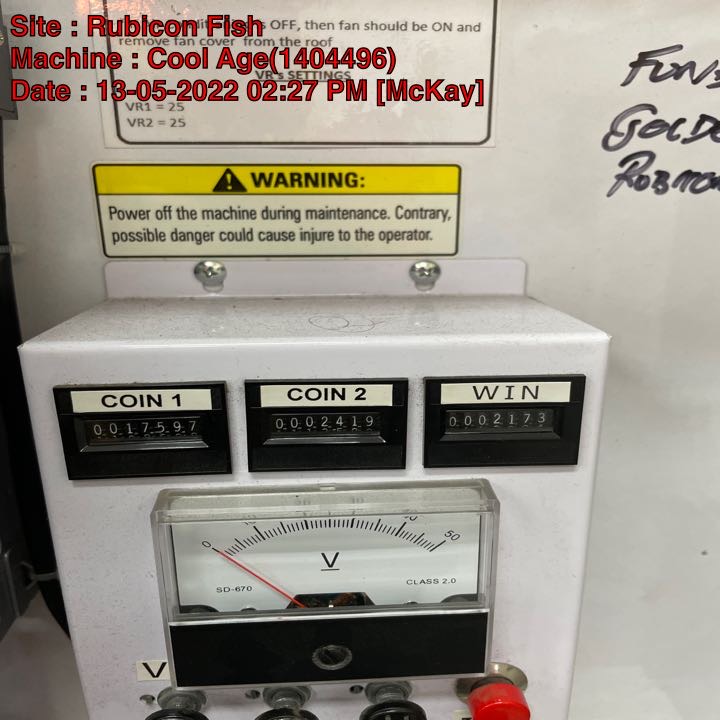 Site : Rubicon Fish
OFF, then fan should be ON and
remove fan cover from the roof
Machine : Cool Age(1404496)
VR's SETTINGS
Date : 13-05-2022 02:27 PM [McKay]
VR1 = 25
VR2 = 25
WARNING:
Power off the machine during maintenance. Contrary,
possible danger could cause injure to the operator.
COIN 1
COIN 2
WIN
0017597
0002419
0002173
0
50
V
SD-670
CLASS 2.0
V